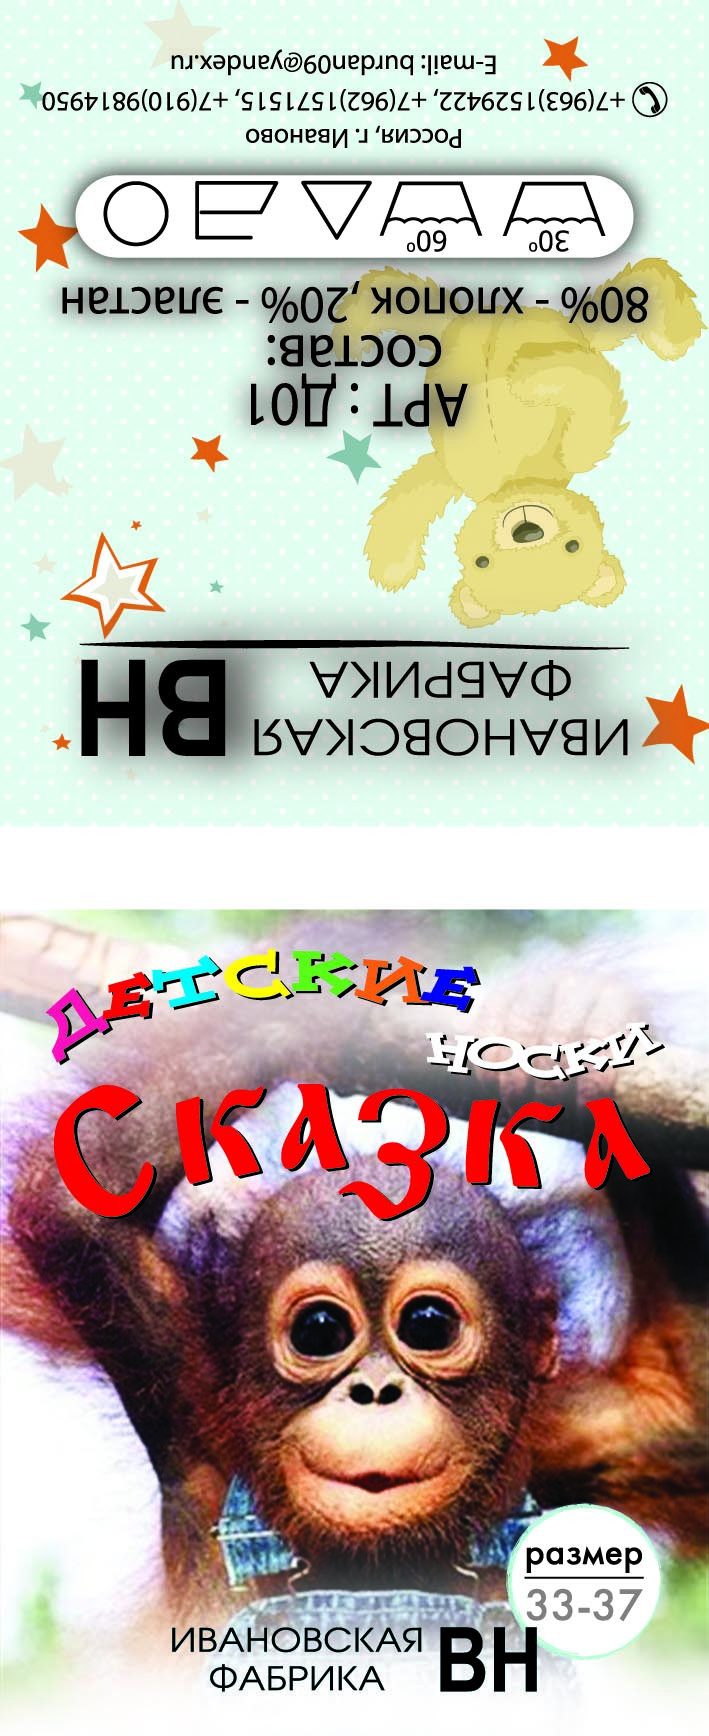 ИВАНОВСКАЯ
ФАБРИКА
ВН
АРТ : Д01
состав:
80% - хлопок ,20% - эластан
30° 60°
Россия, г. Иваново
+7(963)1529422, +7(962)1571515, +7(910)9814950
E-mail: burdan09@yandex.ru
ДЕТСКИЕ
НОСКИ
Сказка
размер
33-37
ИВАНОВСКАЯ
ФАБРИКА
ВН